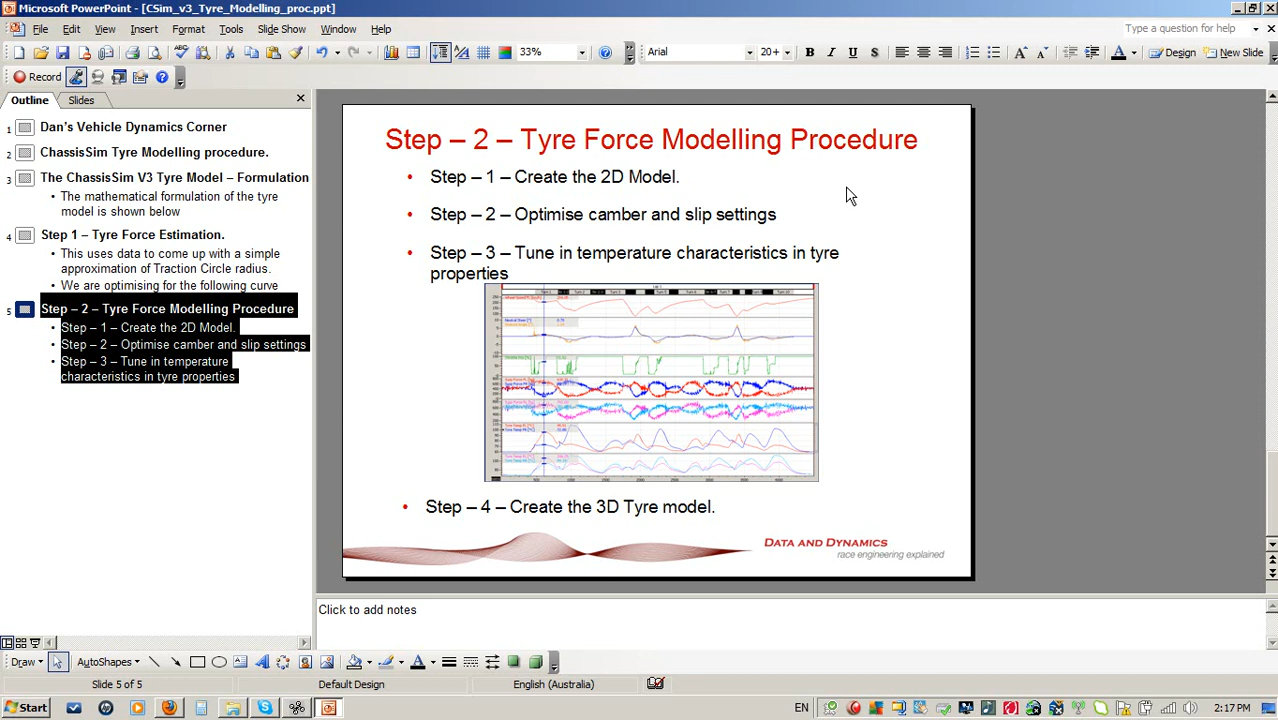 Microsoft PowerPoint - [CSim_v3_Tyre_Modelling_proc.ppt]
File Edit View Insert Format Tools Slide Show Window Help
Type a question for help
33% Arial 20+ B I U S A Design New Slide
Record
Outline Slides
1 Dan's Vehicle Dynamics Corner
2 ChassisSim Tyre Modelling procedure.
3 The ChassisSim V3 Tyre Model – Formulation
• The mathematical formulation of the tyre
model is shown below
4 Step 1 – Tyre Force Estimation.
• This uses data to come up with a simple
approximation of Traction Circle radius.
• We are optimising for the following curve
5 Step – 2 – Tyre Force Modelling Procedure
• Step – 1 – Create the 2D Model.
• Step – 2 – Optimise camber and slip settings
• Step – 3 – Tune in temperature
characteristics in tyre properties
Step – 2 – Tyre Force Modelling Procedure
• Step – 1 – Create the 2D Model.
• Step – 2 – Optimise camber and slip settings
• Step – 3 – Tune in temperature characteristics in tyre
properties
• Step – 4 – Create the 3D Tyre model.
DATA AND DYNAMICS
race engineering explained
Click to add notes
Draw AutoShapes
Slide 5 of 5 Default Design English (Australia)
Start EN 2:17 PM